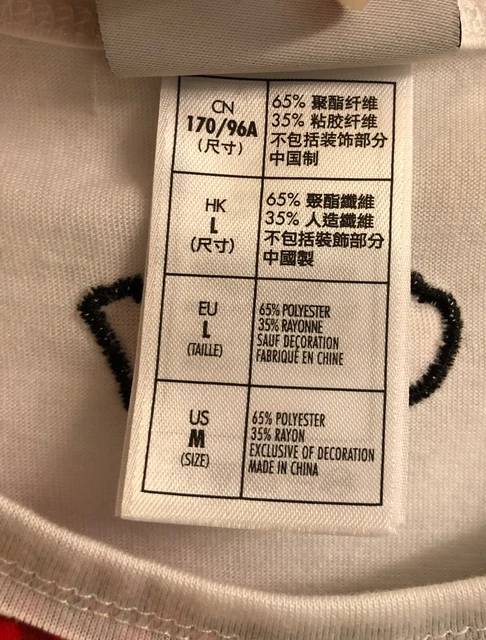 CN
170/96A
(尺寸)
65% 聚酯纤维
35% 粘胶纤维
不包括装饰部分
中国制
HK
L
(尺寸)
65% 聚酯纖維
35% 人造纖維
不包括裝飾部分
中國製
EU
L
(TAILLE)
65% POLYESTER
35% RAYONNE
SAUF DECORATION
FABRIQUÉ EN CHINE
US
M
(SIZE)
65% POLYESTER
35% RAYON
EXCLUSIVE OF DECORATION
MADE IN CHINA